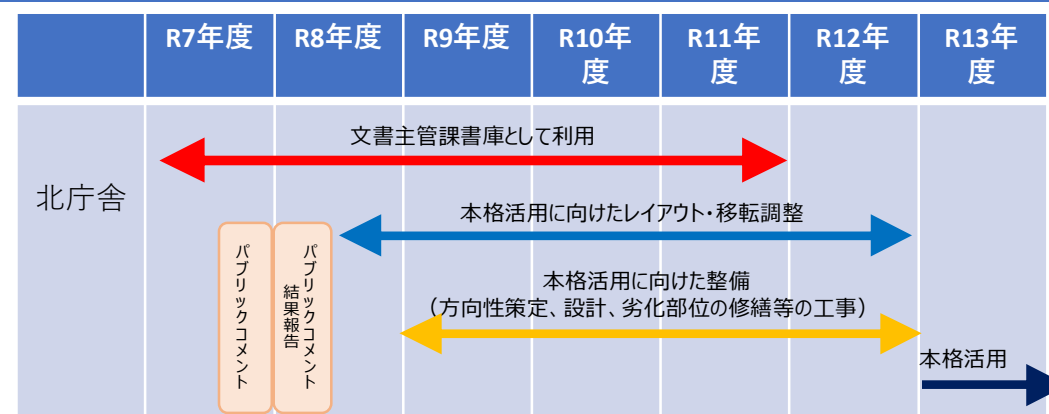 R7年度
R8年度
R9年度
R10年
度
R11年
度
R12年
度
R13年
度
北庁舎
文書主管課書庫として利用
本格活用に向けたレイアウト・移転調整
パブリックコメント
パブリックコメント
結果報告
本格活用に向けた整備
（方向性策定、設計、劣化部位の修繕等の工事）
本格活用